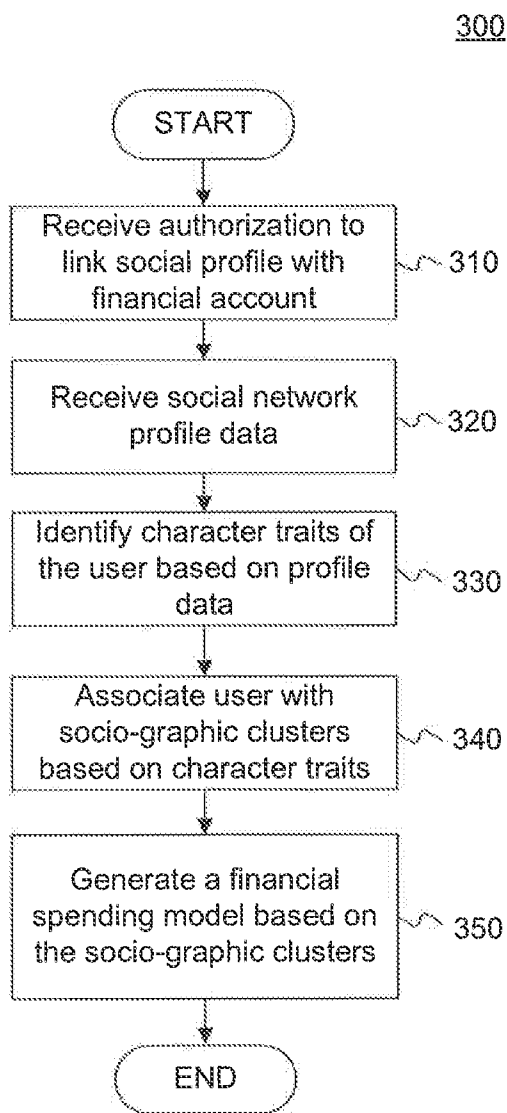 300
START
Receive authorization to
link social profile with
financial account
310
Receive social network
profile data
320
Identify character traits of
the user based on profile
data
330
Associate user with
socio-graphic clusters
based on character traits
340
Generate a financial
spending model based on
the socio-graphic clusters
350
END